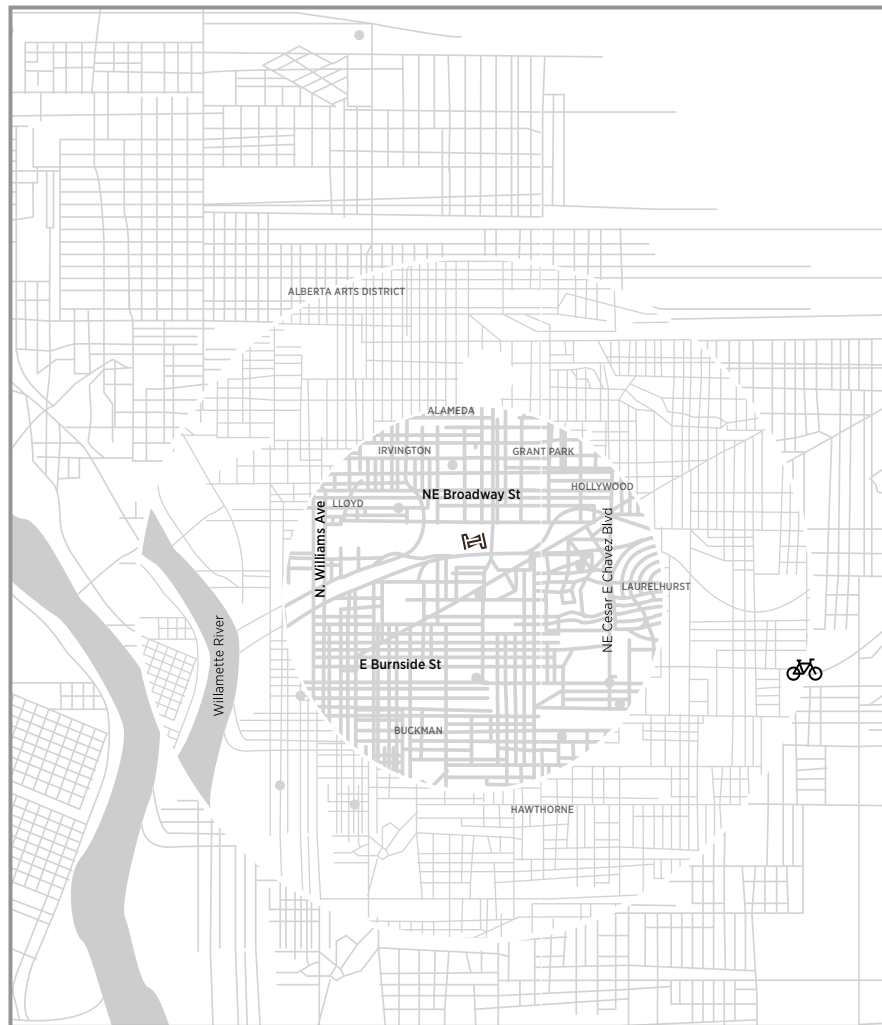 ALBERTA ARTS DISTRICT
ALAMEDA
IRVINGTON
GRANT PARK
HOLLYWOOD
NE Broadway St
LLOYD
N. Williams Ave
NE Cesar E Chavez Blvd
LAURELHURST
Willamette River
E Burnside St
BUCKMAN
HAWTHORNE